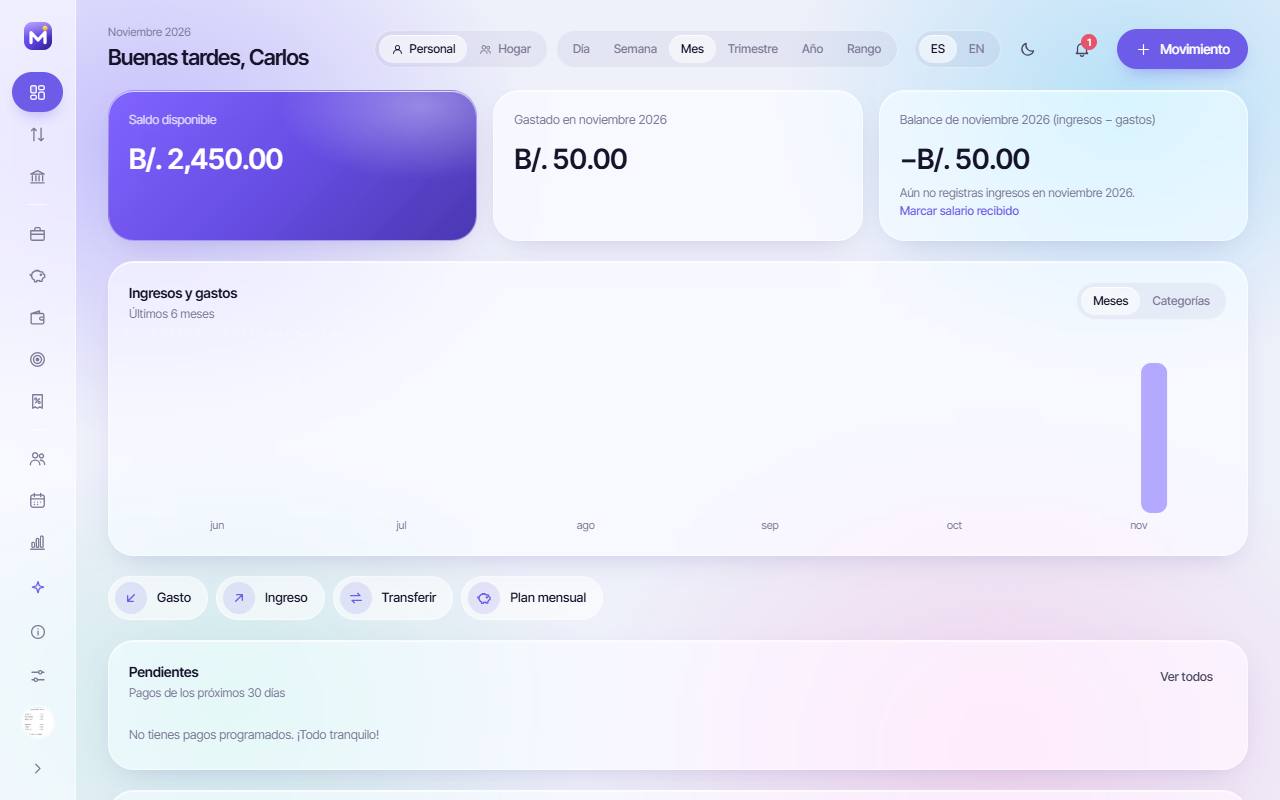 Noviembre 2026
Buenas tardes, Carlos
Personal
Hogar
Día
Semana
Mes
Trimestre
Año
Rango
ES
EN
1
Movimiento
Saldo disponible
B/. 2,450.00
Gastado en noviembre 2026
B/. 50.00
Balance de noviembre 2026 (ingresos – gastos)
–B/. 50.00
Aún no registras ingresos en noviembre 2026.
Marcar salario recibido
Ingresos y gastos
Últimos 6 meses
Meses
Categorías
jun
jul
ago
sep
oct
nov
Gasto
Ingreso
Transferir
Plan mensual
Pendientes
Pagos de los próximos 30 días
Ver todos
No tienes pagos programados. ¡Todo tranquilo!